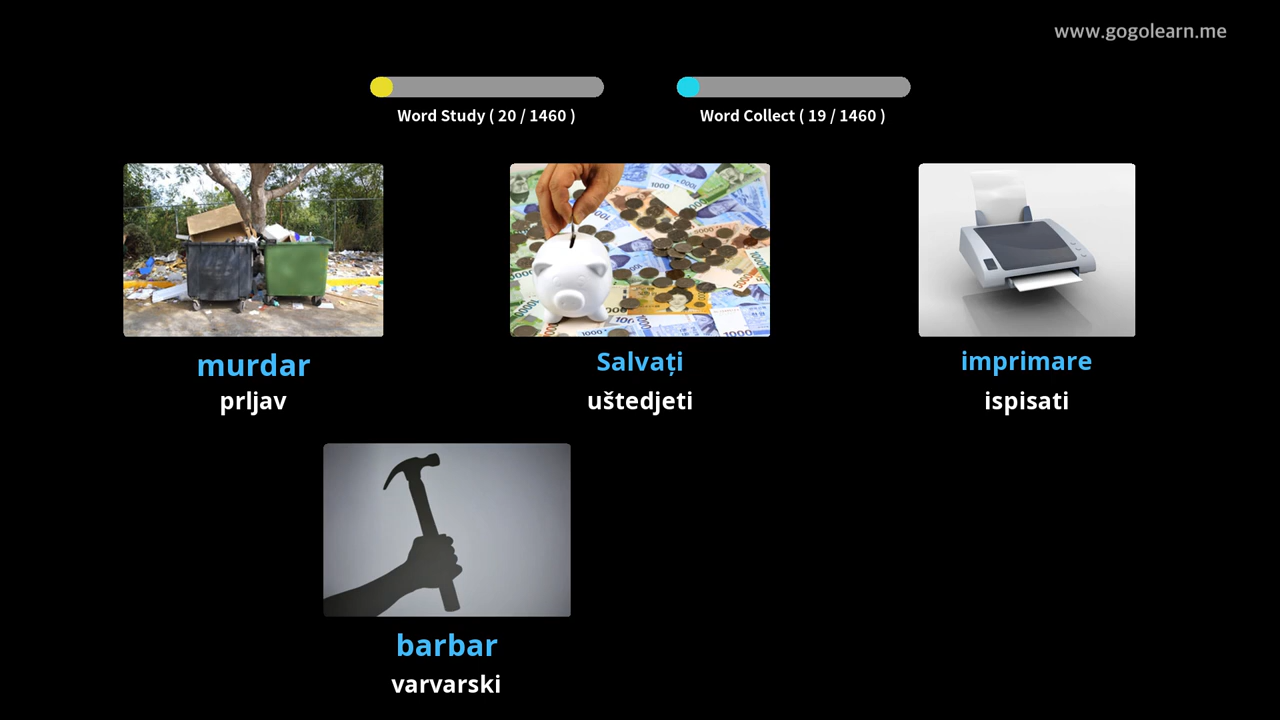 www.gogolearn.me
Word Study ( 20 / 1460 )
Word Collect ( 19 / 1460 )
murdar
prljav
Salvați
uštedjeti
imprimare
ispisati
barbar
varvarski